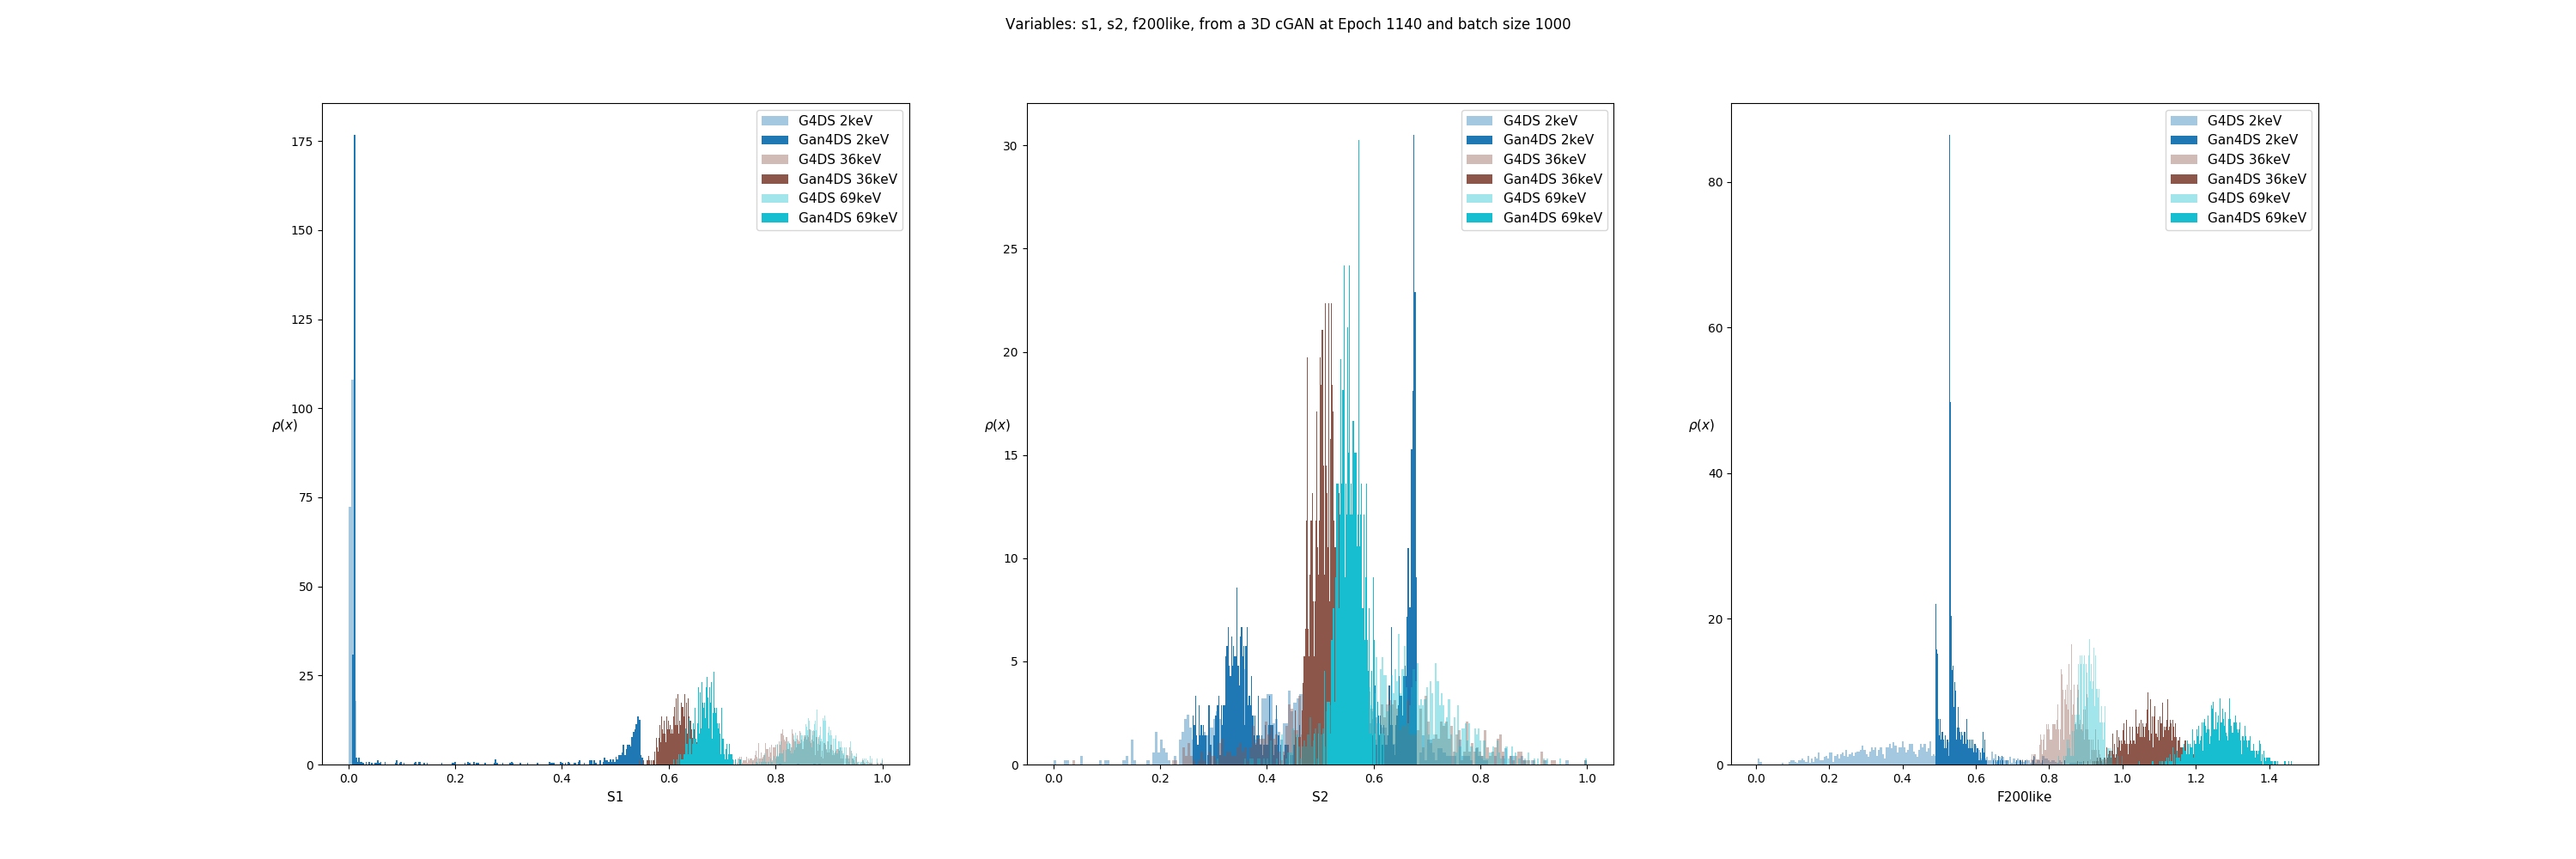 Variables: s1, s2, f200like, from a 3D cGAN at Epoch 1140 and batch size 1000
G4DS 2keV
Gan4DS 2keV
G4DS 36keV
Gan4DS 36keV
G4DS 69keV
Gan4DS 69keV
175
150
125
100
75
50
25
0
ρ(x)
0.0 0.2 0.4 0.6 0.8 1.0
S1
G4DS 2keV
Gan4DS 2keV
G4DS 36keV
Gan4DS 36keV
G4DS 69keV
Gan4DS 69keV
30
25
20
15
10
5
0
ρ(x)
0.0 0.2 0.4 0.6 0.8 1.0
S2
G4DS 2keV
Gan4DS 2keV
G4DS 36keV
Gan4DS 36keV
G4DS 69keV
Gan4DS 69keV
80
60
40
20
0
ρ(x)
0.0 0.2 0.4 0.6 0.8 1.0 1.2 1.4
F200like